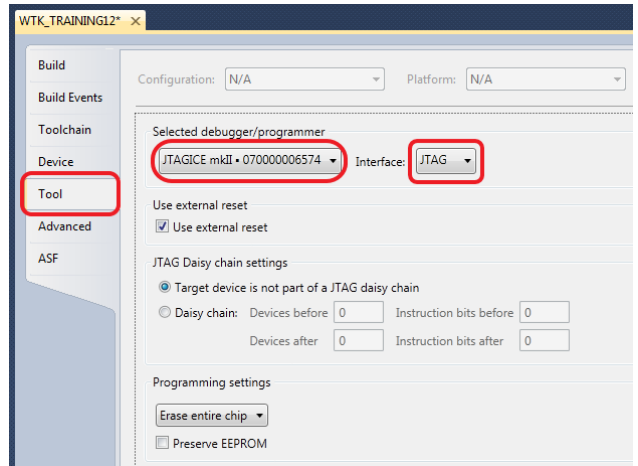 WTK_TRAINING12* ×
Build
Build Events
Toolchain
Device
Tool
Advanced
ASF
Configuration: N/A Platform: N/A
Selected debugger/programmer
JTAGICE mkII • 070000006574 Interface: JTAG
Use external reset
Use external reset
JTAG Daisy chain settings
Target device is not part of a JTAG daisy chain
Daisy chain: Devices before 0 Instruction bits before 0
Devices after 0 Instruction bits after 0
Programming settings
Erase entire chip
Preserve EEPROM